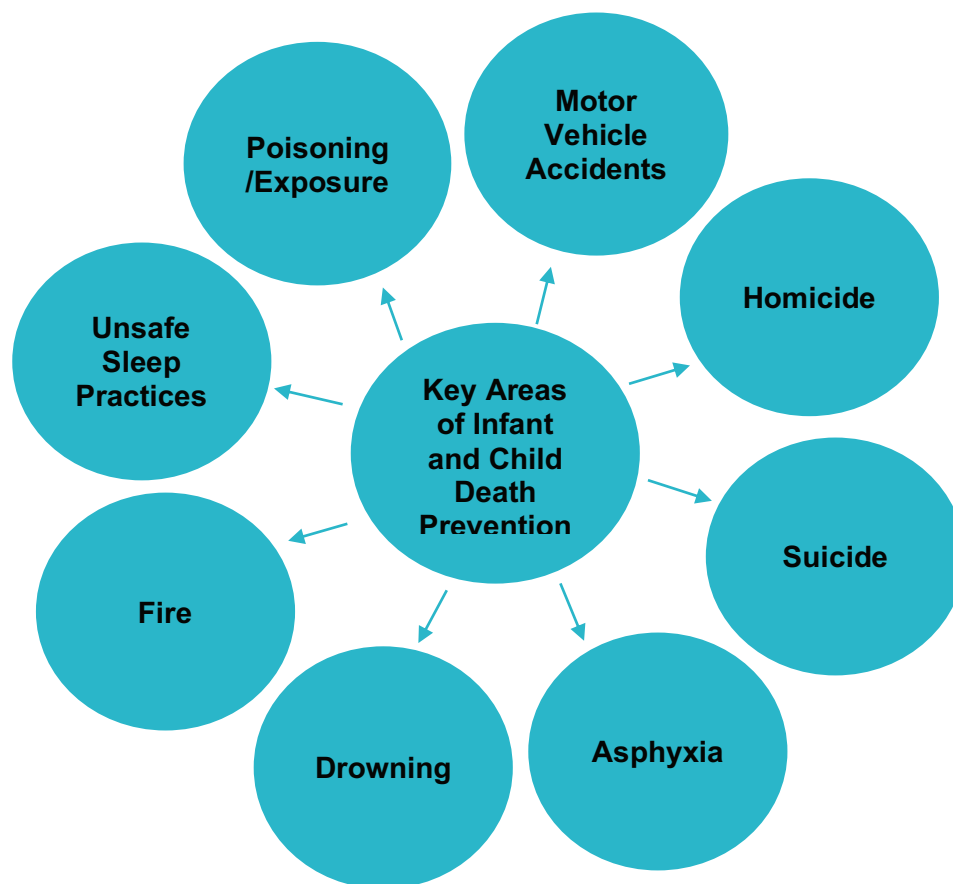 Motor
Vehicle
Accidents
Poisoning
/Exposure
Homicide
Unsafe
Sleep
Practices
Key Areas
of Infant
and Child
Death
Prevention
Suicide
Fire
Asphyxia
Drowning